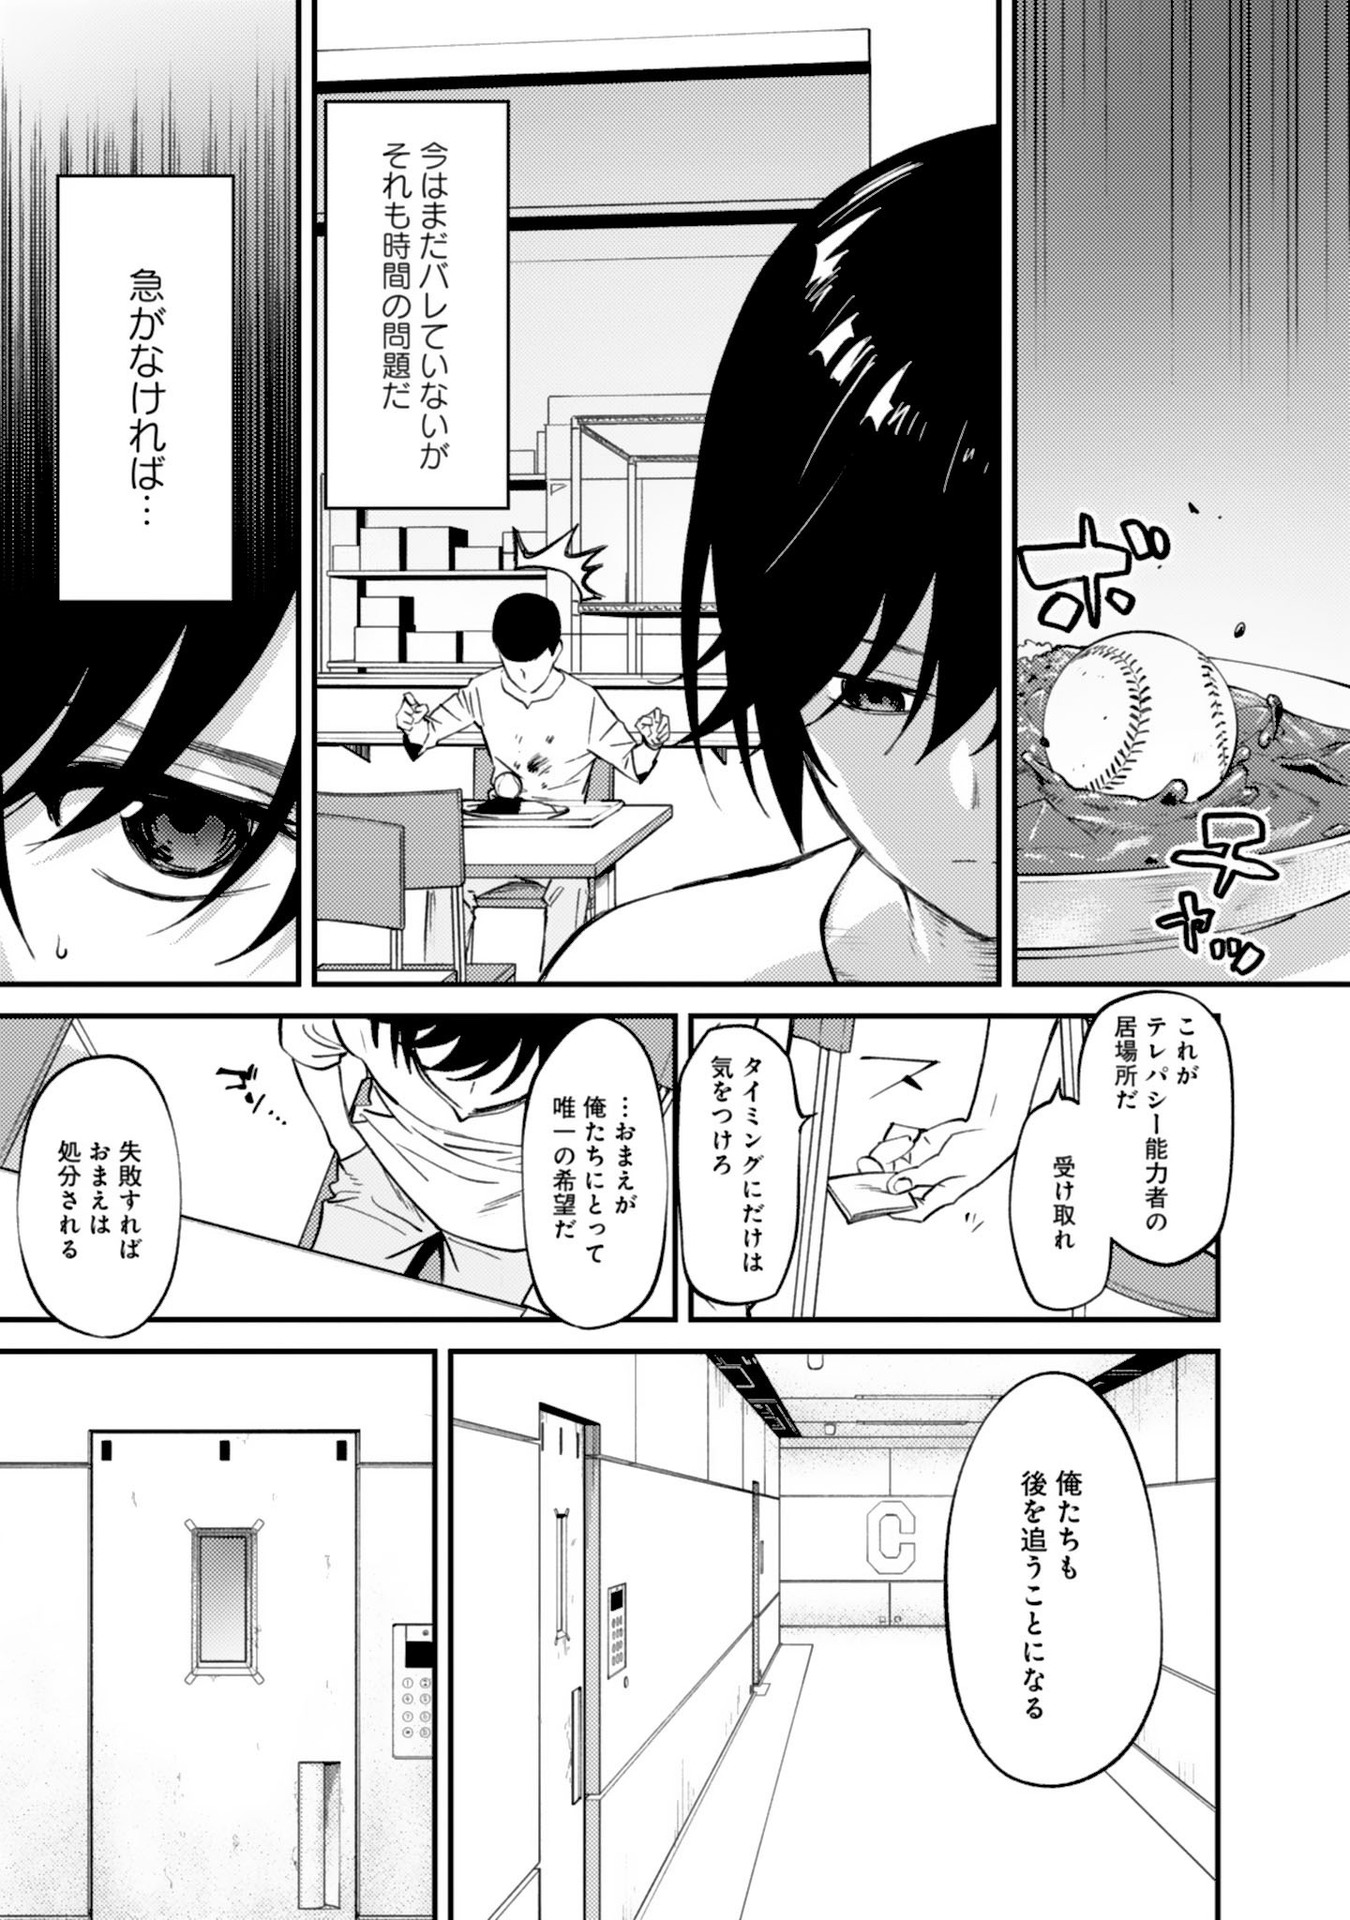 ボチャッ
今はまだバレていないが
それも時間の問題だ
急がなければ…
これが
テレパシー能力者の
居場所だ
受け取れ
タイミングにだけは
気をつけろ
…おまえが
俺たちにとって
唯一の希望だ
失敗すれば
おまえは
処分される
俺たちも
後を追うことになる
C